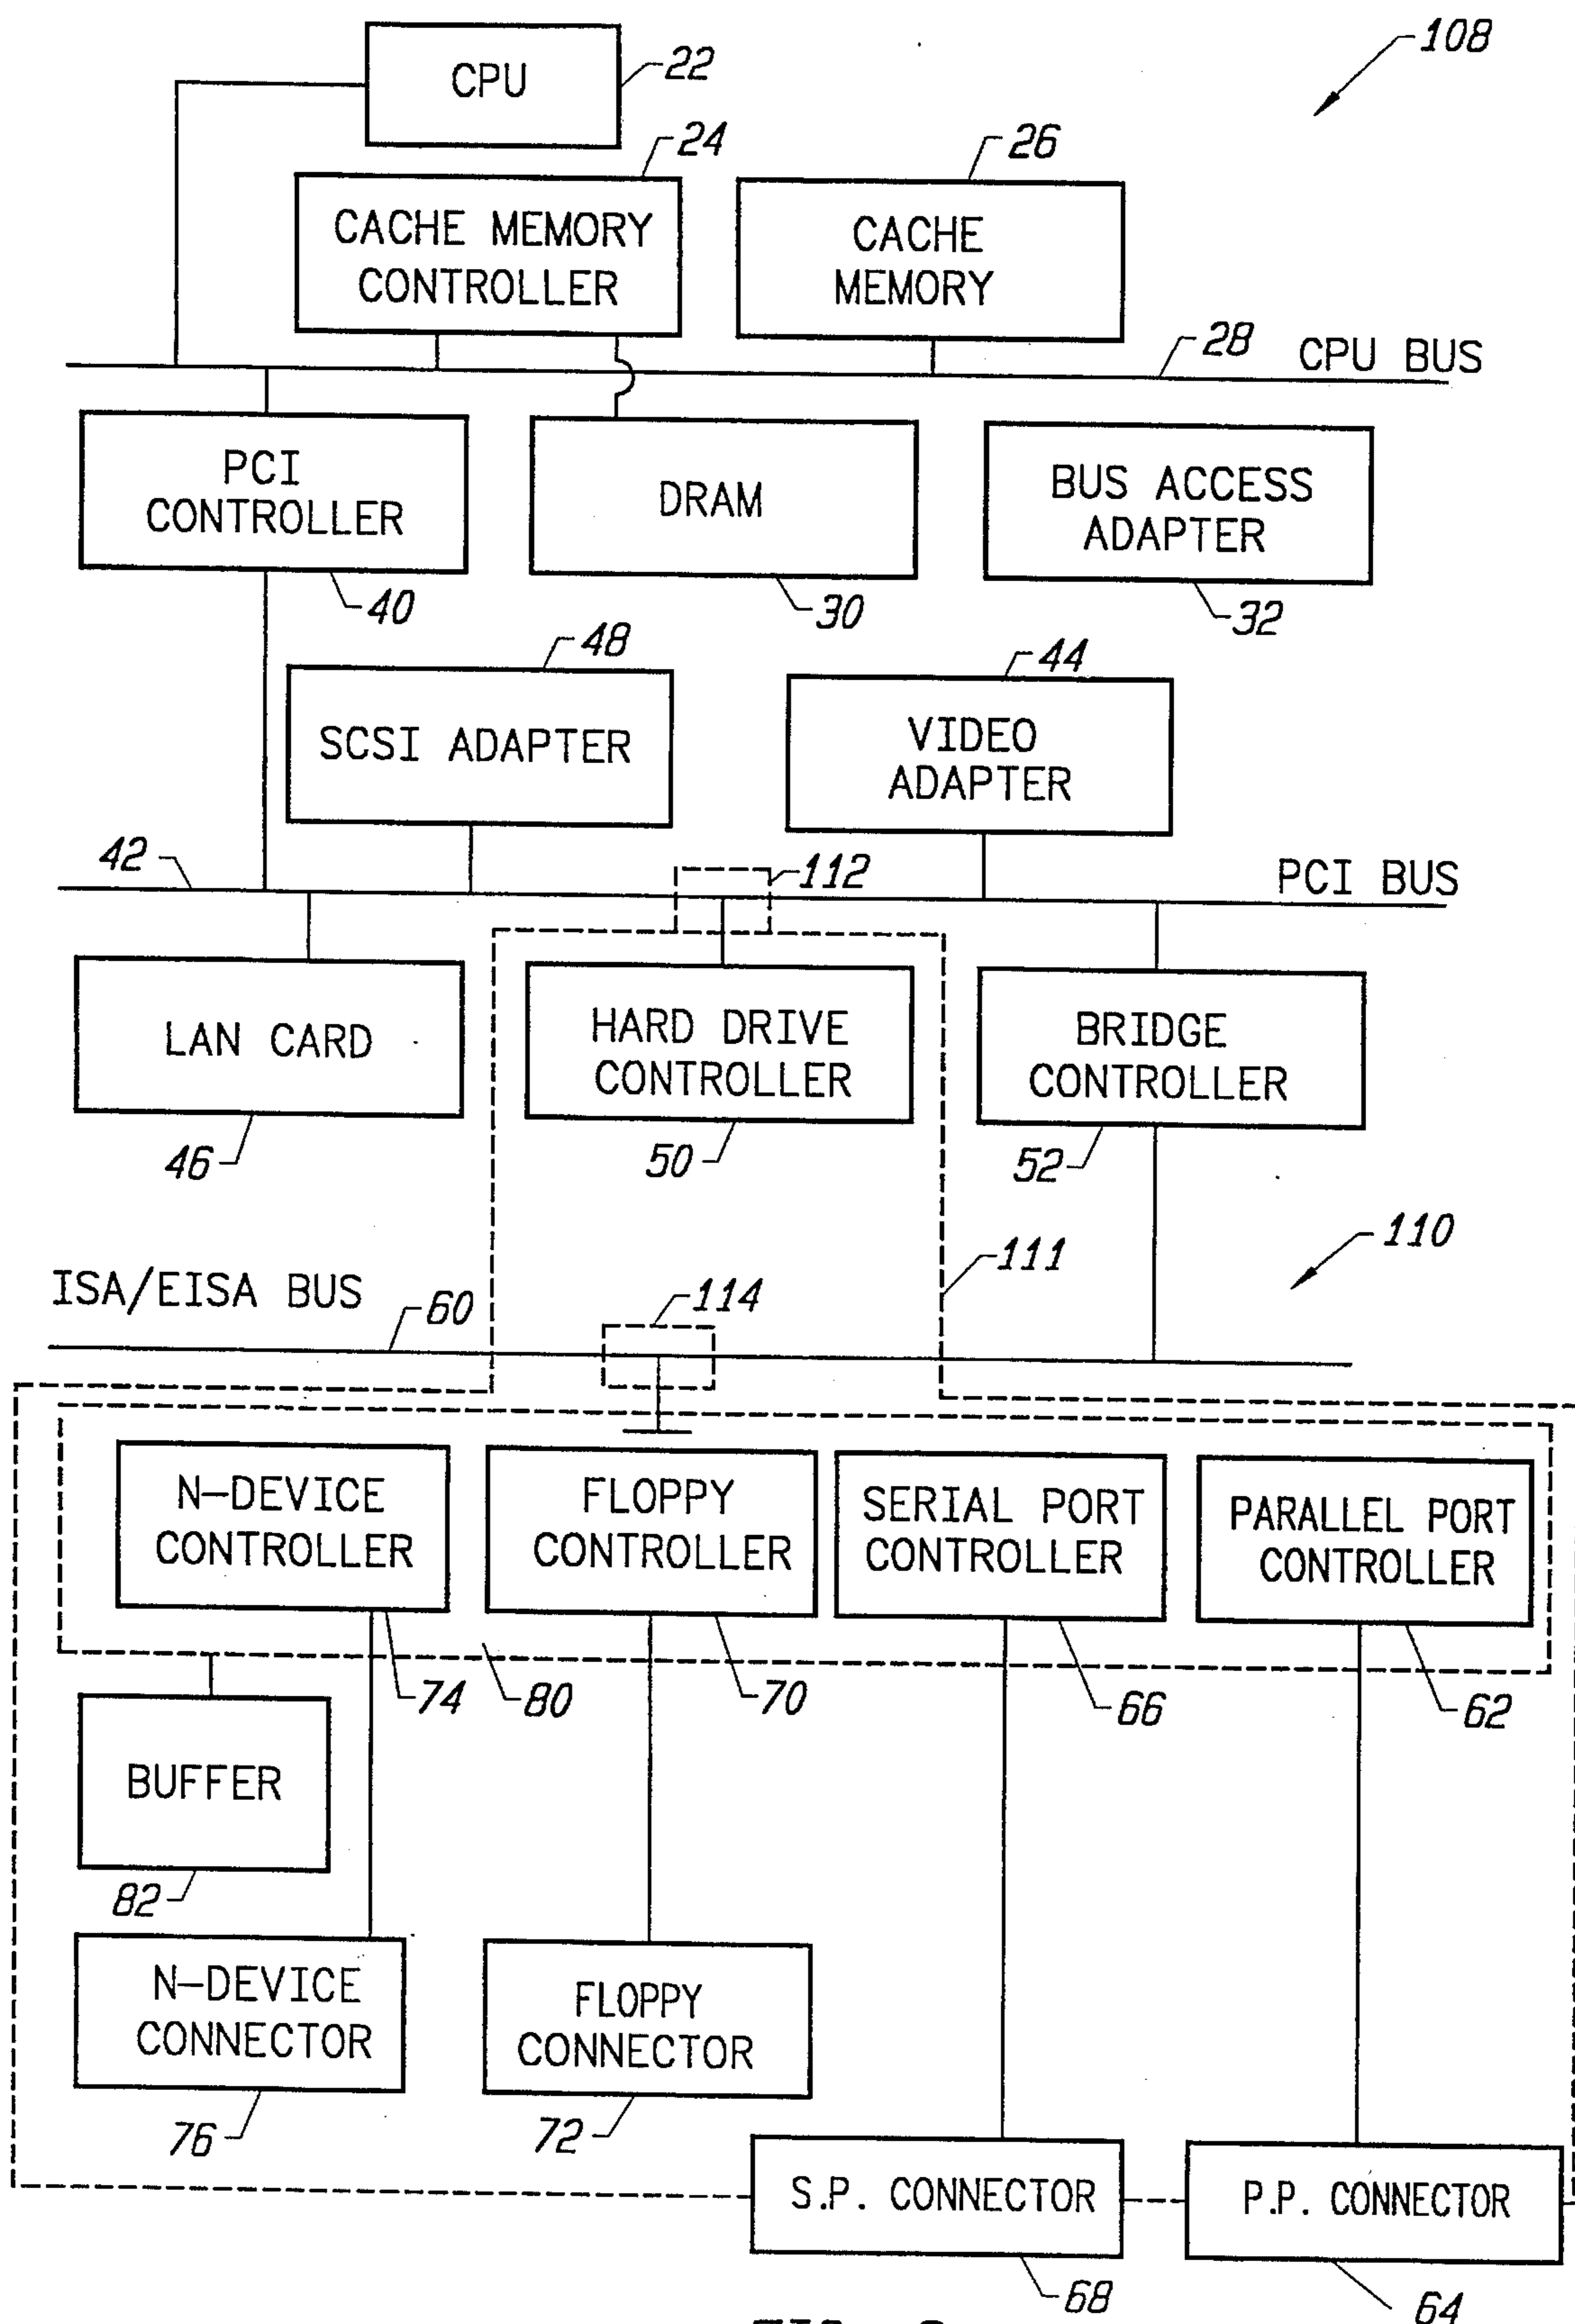 108
CPU
22
24
26
CACHE MEMORY
CONTROLLER
CACHE
MEMORY
28
CPU BUS
PCI
CONTROLLER
DRAM
BUS ACCESS
ADAPTER
40
30
32
48
44
SCSI ADAPTER
VIDEO
ADAPTER
42
112
PCI BUS
LAN CARD
HARD DRIVE
CONTROLLER
BRIDGE
CONTROLLER
46
50
52
110
111
ISA/EISA BUS
60
114
N-DEVICE
CONTROLLER
FLOPPY
CONTROLLER
SERIAL PORT
CONTROLLER
PARALLEL PORT
CONTROLLER
74
80
70
66
62
BUFFER
82
N-DEVICE
CONNECTOR
FLOPPY
CONNECTOR
76
72
S.P. CONNECTOR
P.P. CONNECTOR
68
64